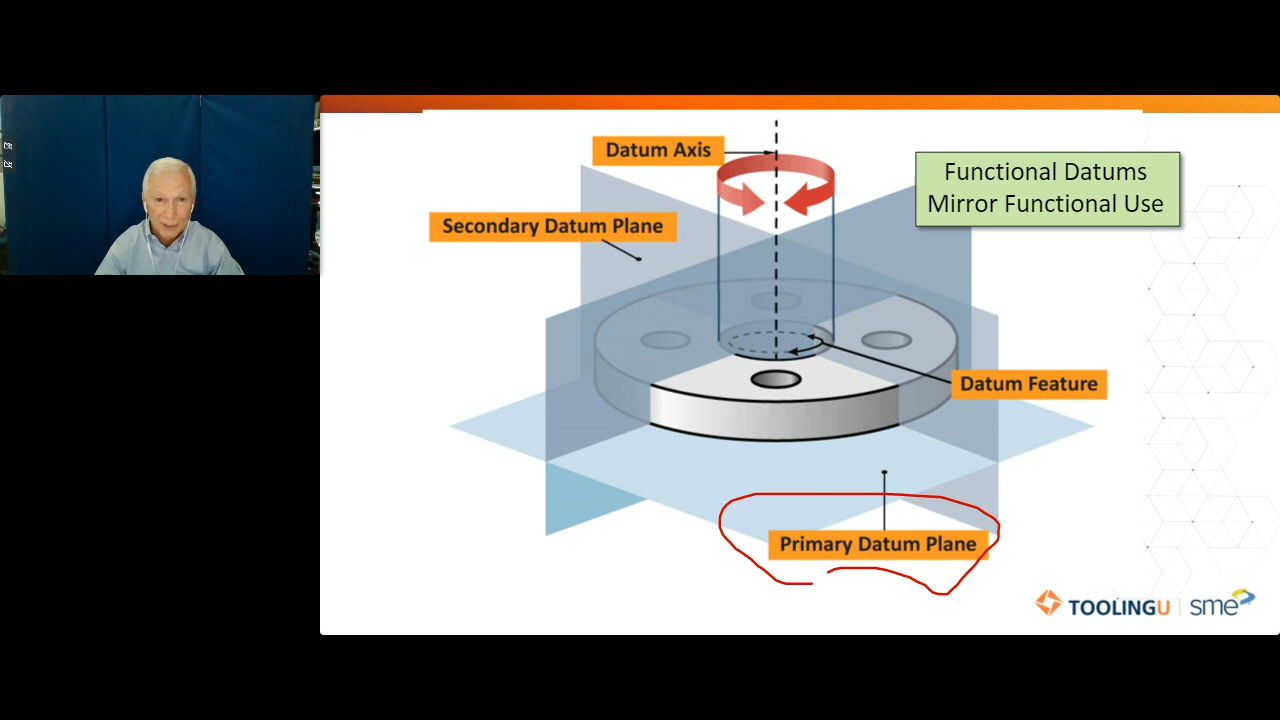 Datum Axis
Functional Datums
Mirror Functional Use
Secondary Datum Plane
Datum Feature
Primary Datum Plane
TOOLINGU | sme